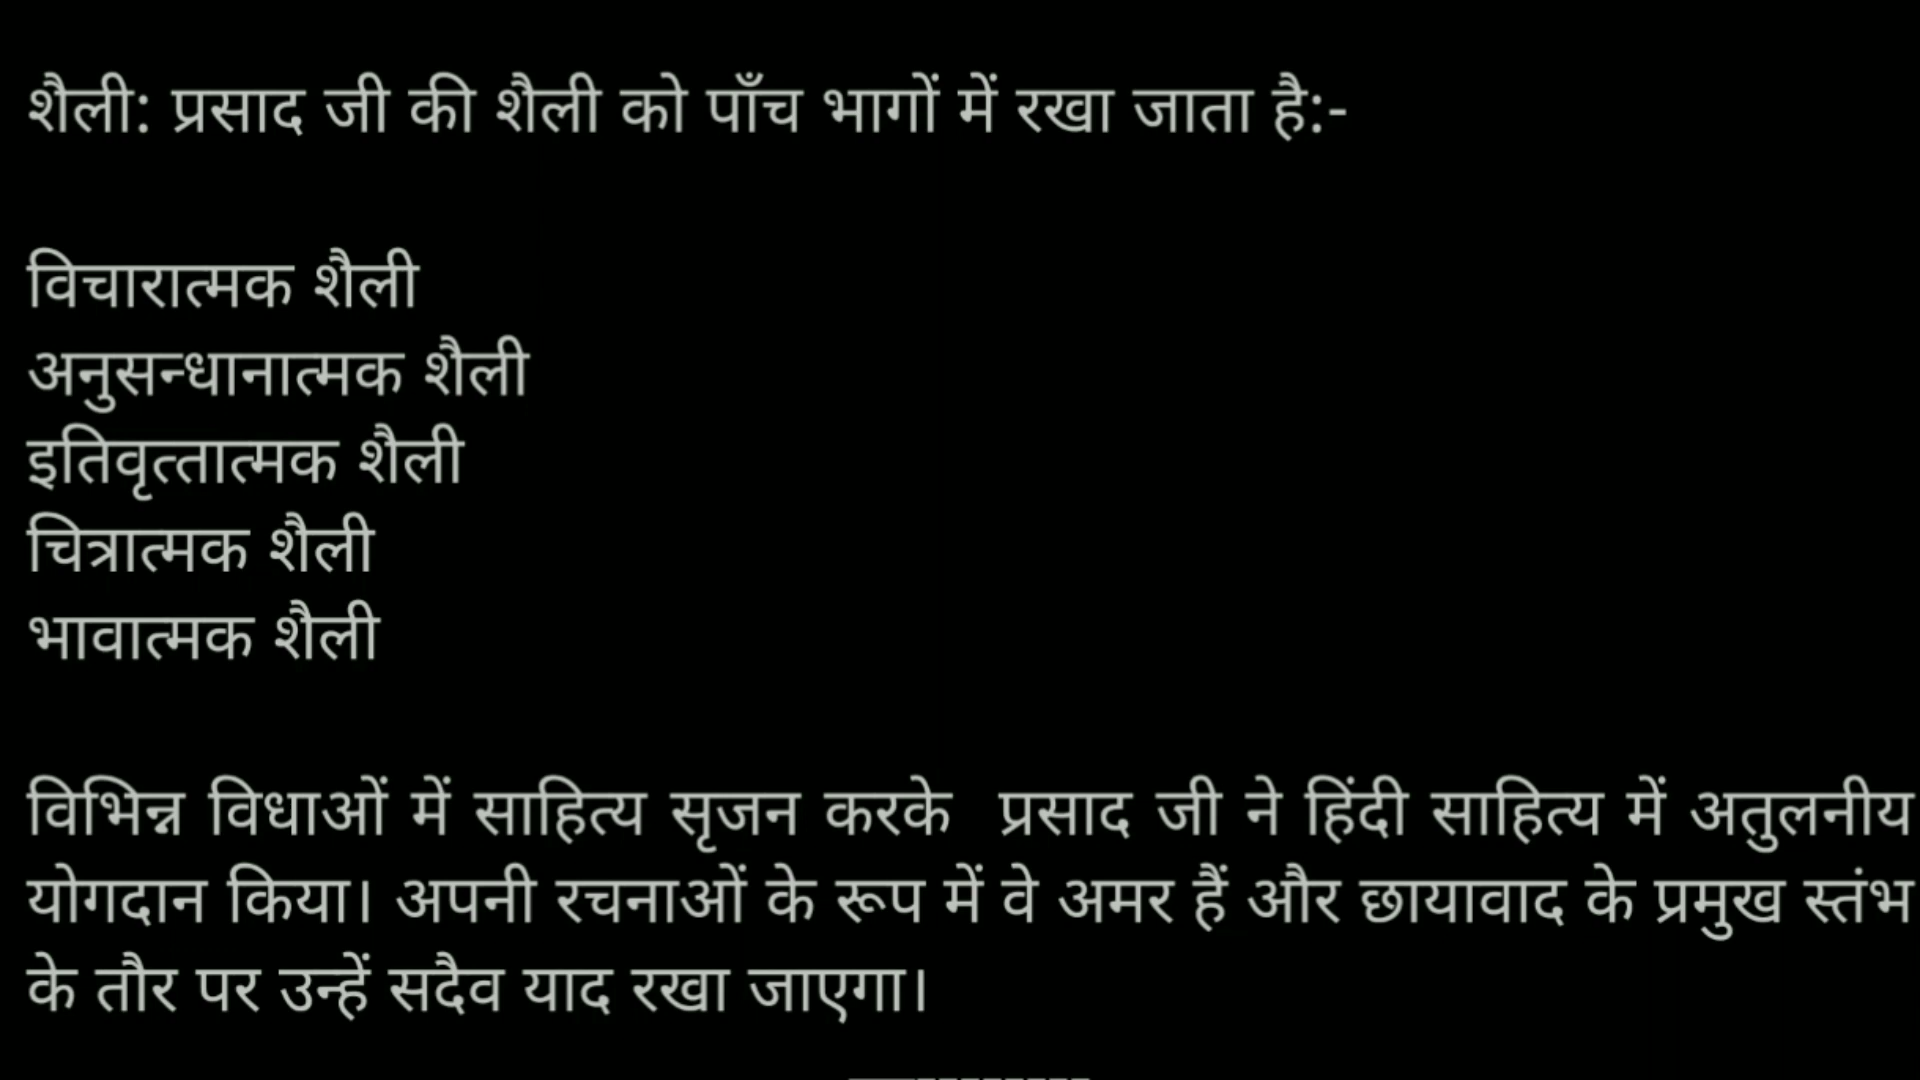 शैली: प्रसाद जी की शैली को पाँच भागों में रखा जाता है:-
विचारात्मक शैली
अनुसन्धानात्मक शैली
इतिवृत्तात्मक शैली
चित्रात्मक शैली
भावात्मक शैली
विभिन्न विधाओं में साहित्य सृजन करके प्रसाद जी ने हिंदी साहित्य में अतुलनीय
योगदान किया। अपनी रचनाओं के रूप में वे अमर हैं और छायावाद के प्रमुख स्तंभ
के तौर पर उन्हें सदैव याद रखा जाएगा।